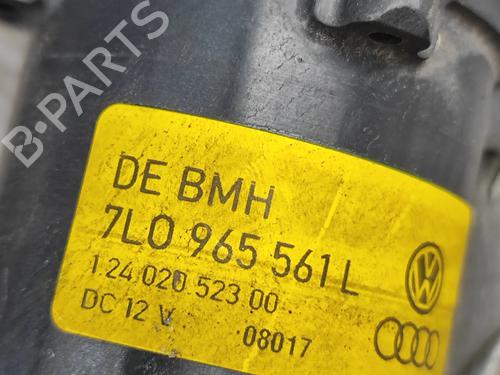 B-PARTS
DE BMH
7L0 965 561 L
1 24 020 523 00
DC 12 V 08017